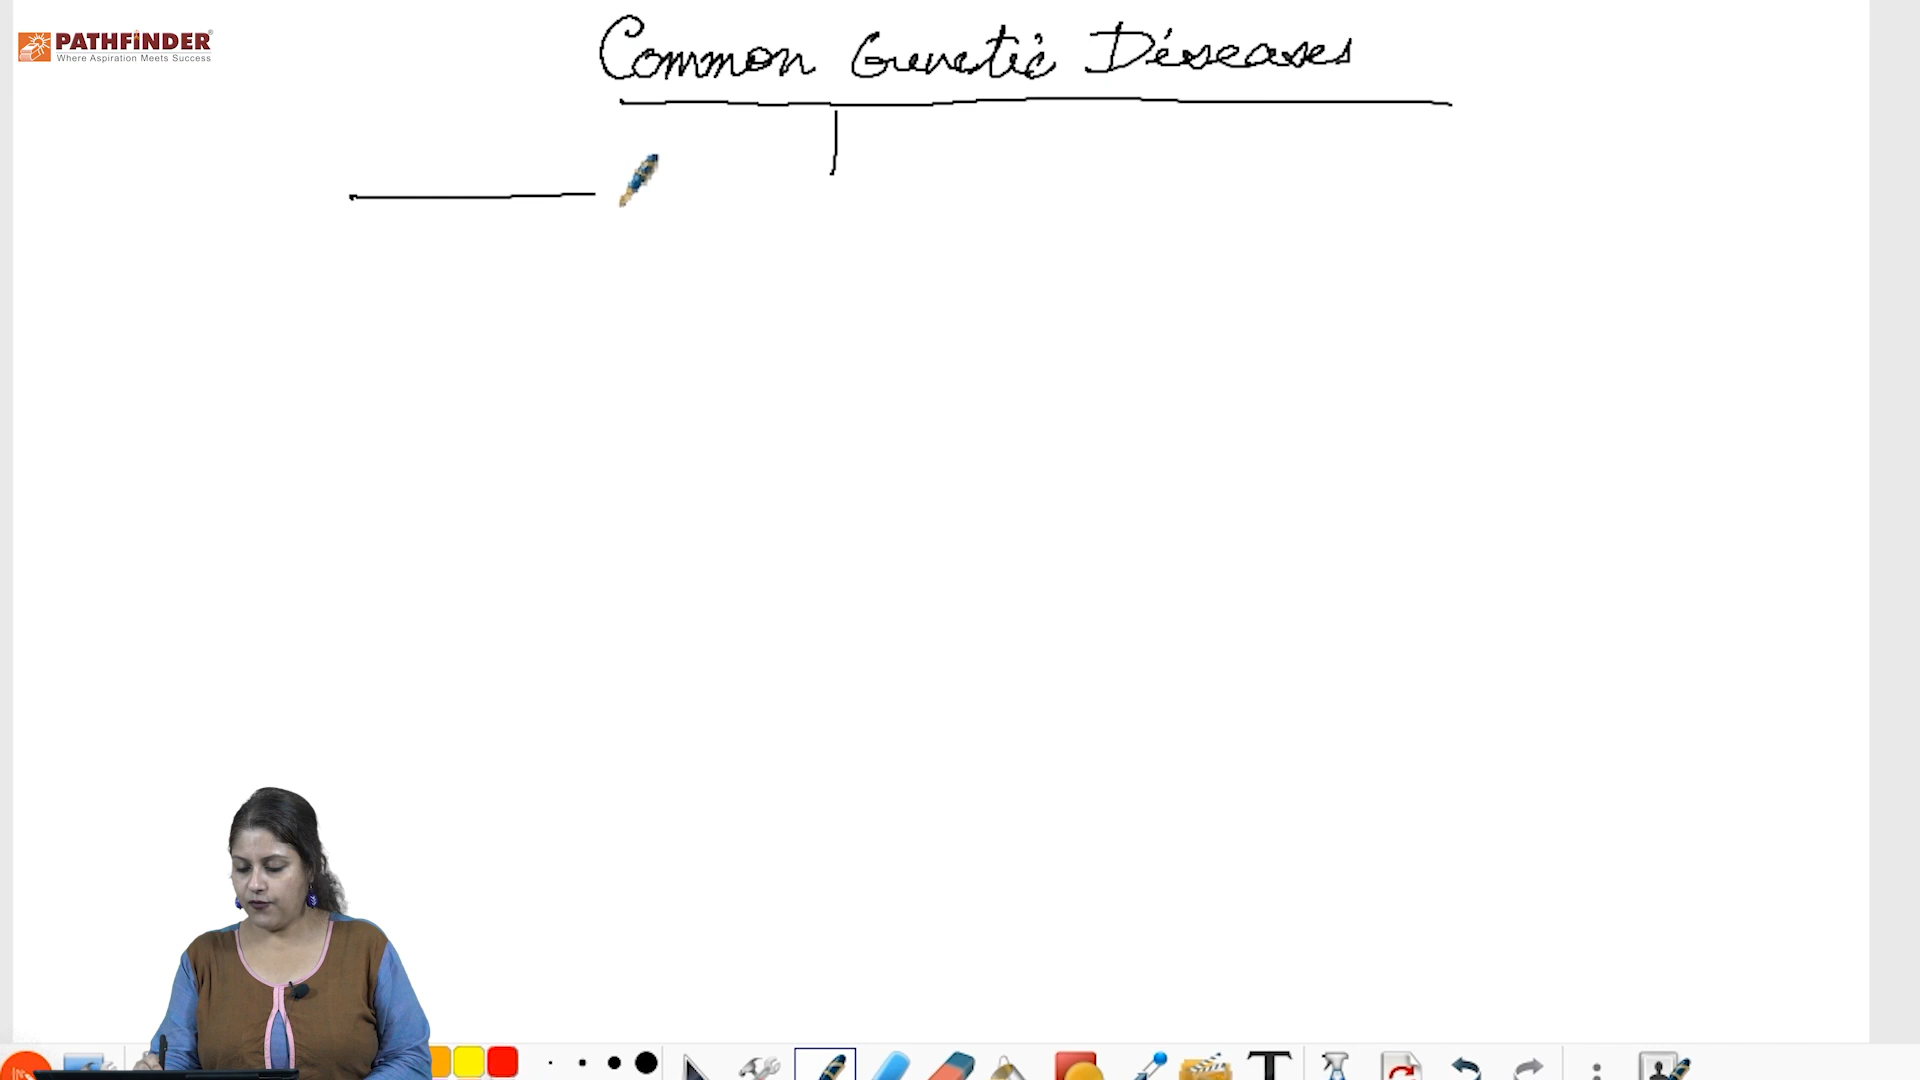 PATHFiNDER
Where Aspiration Meets Success
Common Genetic Diseases
T